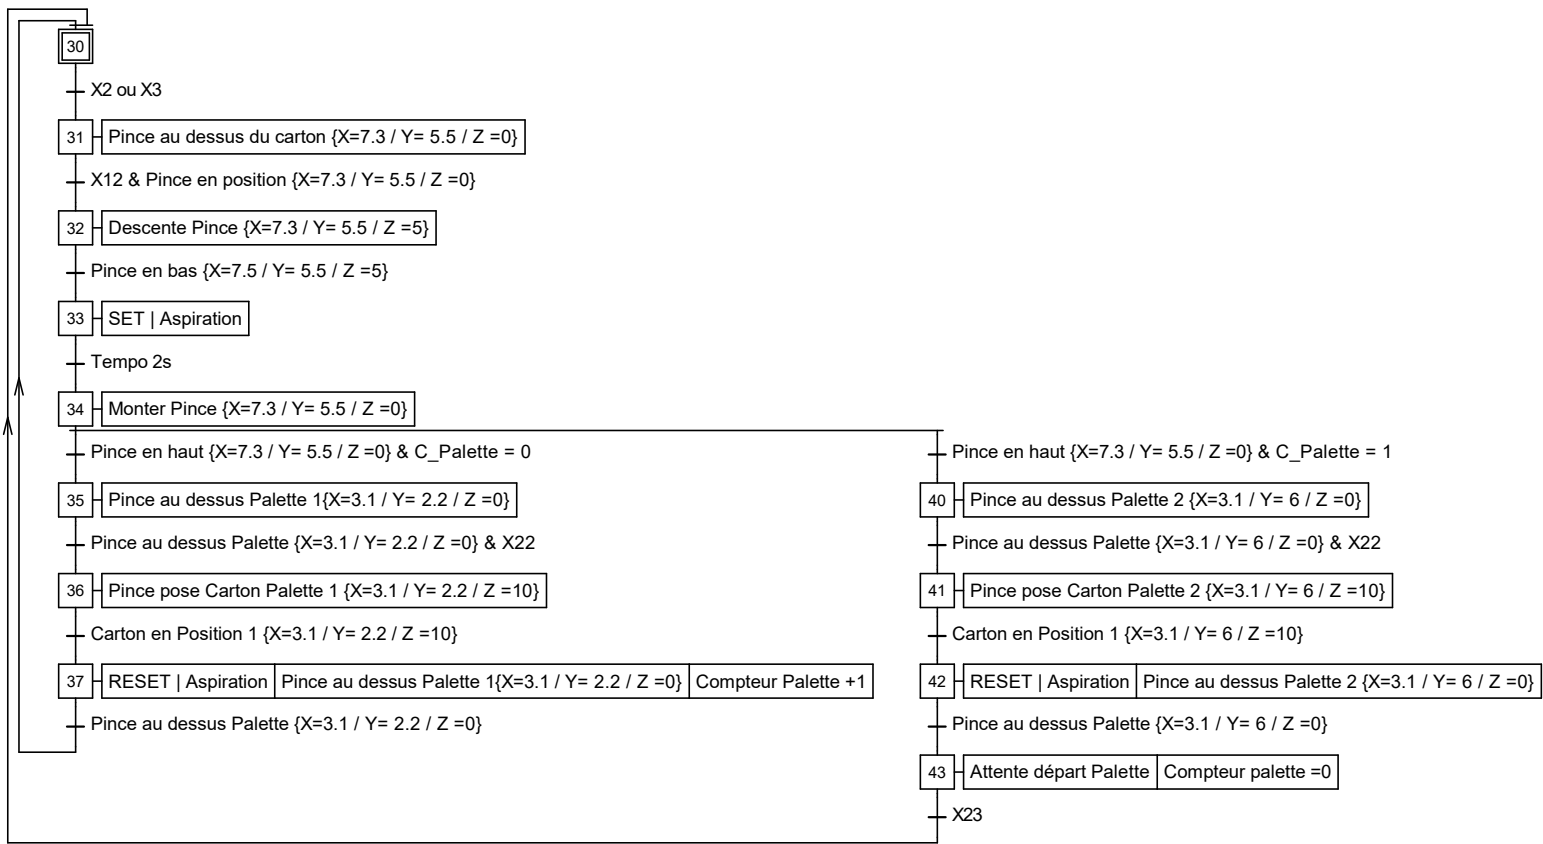 30
X2 ou X3
31 Pince au dessus du carton {X=7.3 / Y= 5.5 / Z =0}
X12 & Pince en position {X=7.3 / Y= 5.5 / Z =0}
32 Descente Pince {X=7.3 / Y= 5.5 / Z =5}
Pince en bas {X=7.5 / Y= 5.5 / Z =5}
33 SET | Aspiration
Tempo 2s
34 Monter Pince {X=7.3 / Y= 5.5 / Z =0}
Pince en haut {X=7.3 / Y= 5.5 / Z =0} & C_Palette = 0
35 Pince au dessus Palette 1{X=3.1 / Y= 2.2 / Z =0}
Pince au dessus Palette {X=3.1 / Y= 2.2 / Z =0} & X22
36 Pince pose Carton Palette 1 {X=3.1 / Y= 2.2 / Z =10}
Carton en Position 1 {X=3.1 / Y= 2.2 / Z =10}
37 RESET | Aspiration Pince au dessus Palette 1{X=3.1 / Y= 2.2 / Z =0} Compteur Palette +1
Pince au dessus Palette {X=3.1 / Y= 2.2 / Z =0}
Pince en haut {X=7.3 / Y= 5.5 / Z =0} & C_Palette = 1
40 Pince au dessus Palette 2 {X=3.1 / Y= 6 / Z =0}
Pince au dessus Palette {X=3.1 / Y= 6 / Z =0} & X22
41 Pince pose Carton Palette 2 {X=3.1 / Y= 6 / Z =10}
Carton en Position 1 {X=3.1 / Y= 6 / Z =10}
42 RESET | Aspiration Pince au dessus Palette 2 {X=3.1 / Y= 6 / Z =0}
Pince au dessus Palette {X=3.1 / Y= 6 / Z =0}
43 Attente départ Palette Compteur palette =0
X23